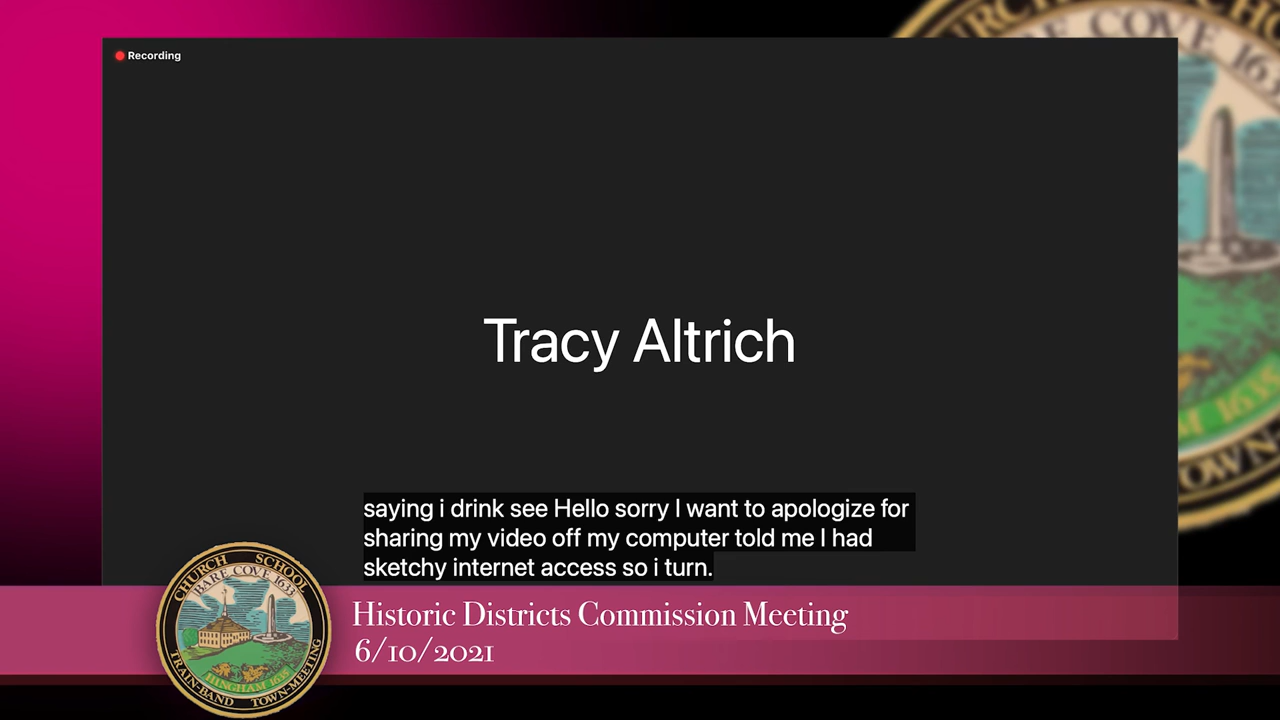 Recording
Tracy Altrich
saying i drink see Hello sorry I want to apologize for
sharing my video off my computer told me I had
sketchy internet access so i turn.
Historic Districts Commission Meeting
6/10/2021
CHURCH SCHOOL
BARE COVE 1633
HINGHAM 1635
TRAIN-BAND TOWN-MEETING